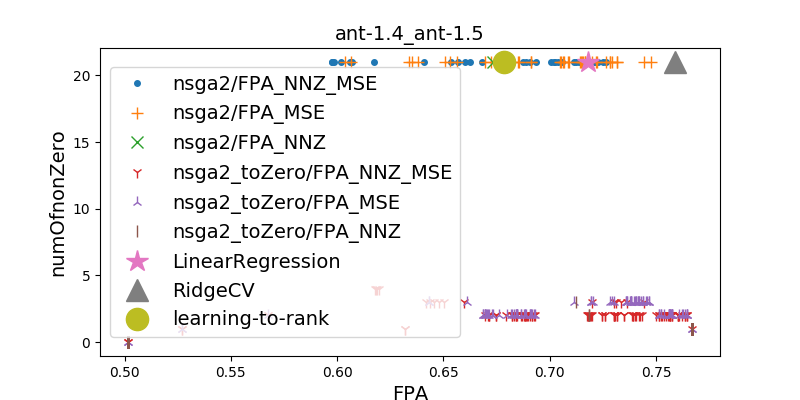 ant-1.4_ant-1.5
numOfnonZero
20
15
10
5
0
nsga2/FPA_NNZ_MSE
nsga2/FPA_MSE
nsga2/FPA_NNZ
nsga2_toZero/FPA_NNZ_MSE
nsga2_toZero/FPA_MSE
nsga2_toZero/FPA_NNZ
LinearRegression
RidgeCV
learning-to-rank
0.50 0.55 0.60 0.65 0.70 0.75
FPA